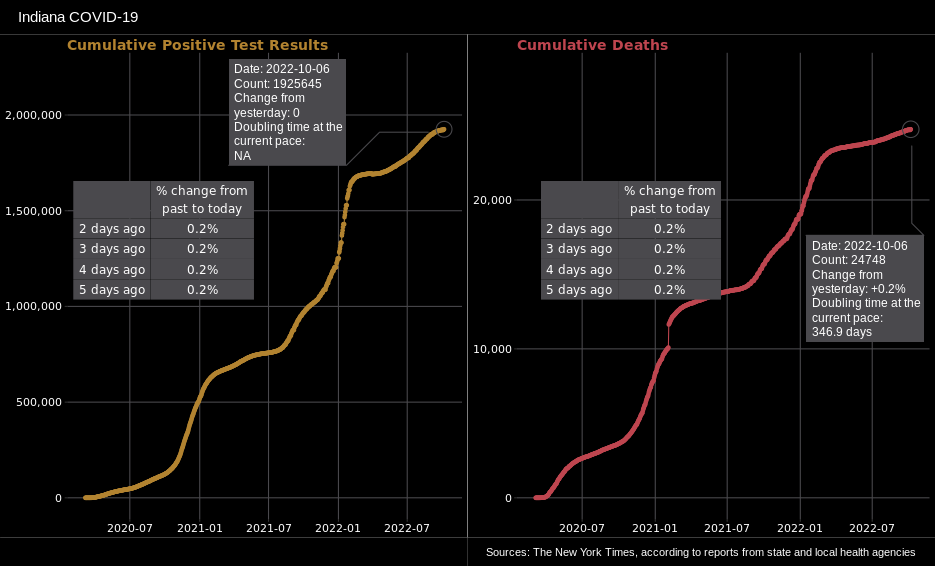 Indiana COVID-19
Cumulative Positive Test Results
Date: 2022-10-06
Count: 1925645
Change from
yesterday: 0
Doubling time at the
current pace:
NA
2,000,000
1,500,000
1,000,000
500,000
0
% change from
past to today
2 days ago 0.2%
3 days ago 0.2%
4 days ago 0.2%
5 days ago 0.2%
2020-07 2021-01 2021-07 2022-01 2022-07
Cumulative Deaths
20,000
10,000
0
% change from
past to today
2 days ago 0.2%
3 days ago 0.2%
4 days ago 0.2%
5 days ago 0.2%
Date: 2022-10-06
Count: 24748
Change from
yesterday: +0.2%
Doubling time at the
current pace:
346.9 days
2020-07 2021-01 2021-07 2022-01 2022-07
Sources: The New York Times, according to reports from state and local health agencies